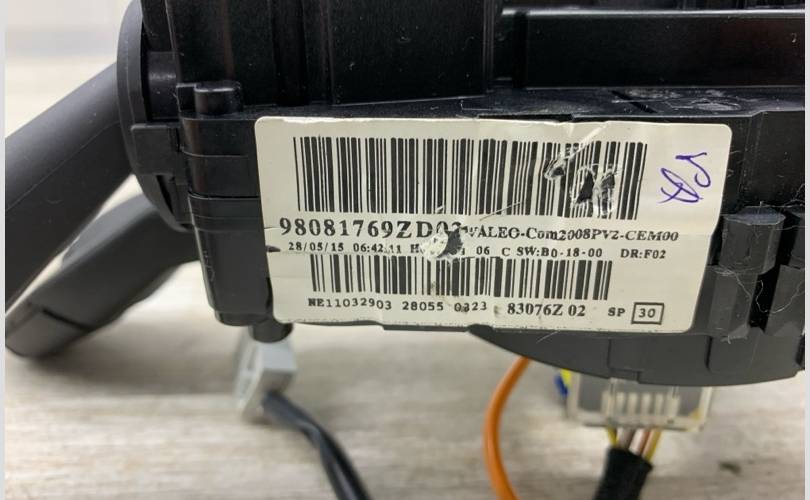 98081769ZD0 VALEO-Com2008PV2-CEM00
28/05/15 06:42:11 06 C SW:B0-18-00 DR:F02
NE11032903 28055 0323 83076Z 02 SP 30